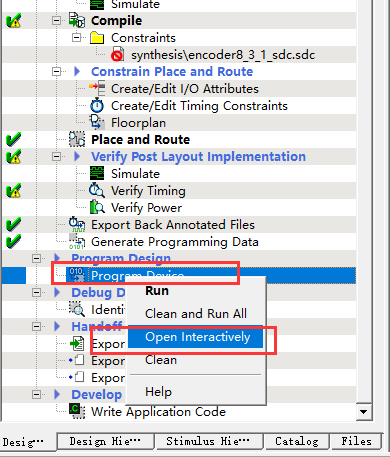 Simulate
Compile
Constraints
synthesis\encoder8_3_1_sdc.sdc
Constrain Place and Route
Create/Edit I/O Attributes
Create/Edit Timing Constraints
Floorplan
Place and Route
Verify Post Layout Implementation
Simulate
Verify Timing
Verify Power
Export Back Annotated Files
Generate Programming Data
Program Design
Program Device
Run
Clean and Run All
Debug D
Open Interactively
Identi
Handoff
Clean
Expor
Expor
Expor
Help
Develop
Write Application Code
Desig··· Design Hie··· Stimulus Hie··· Catalog Files